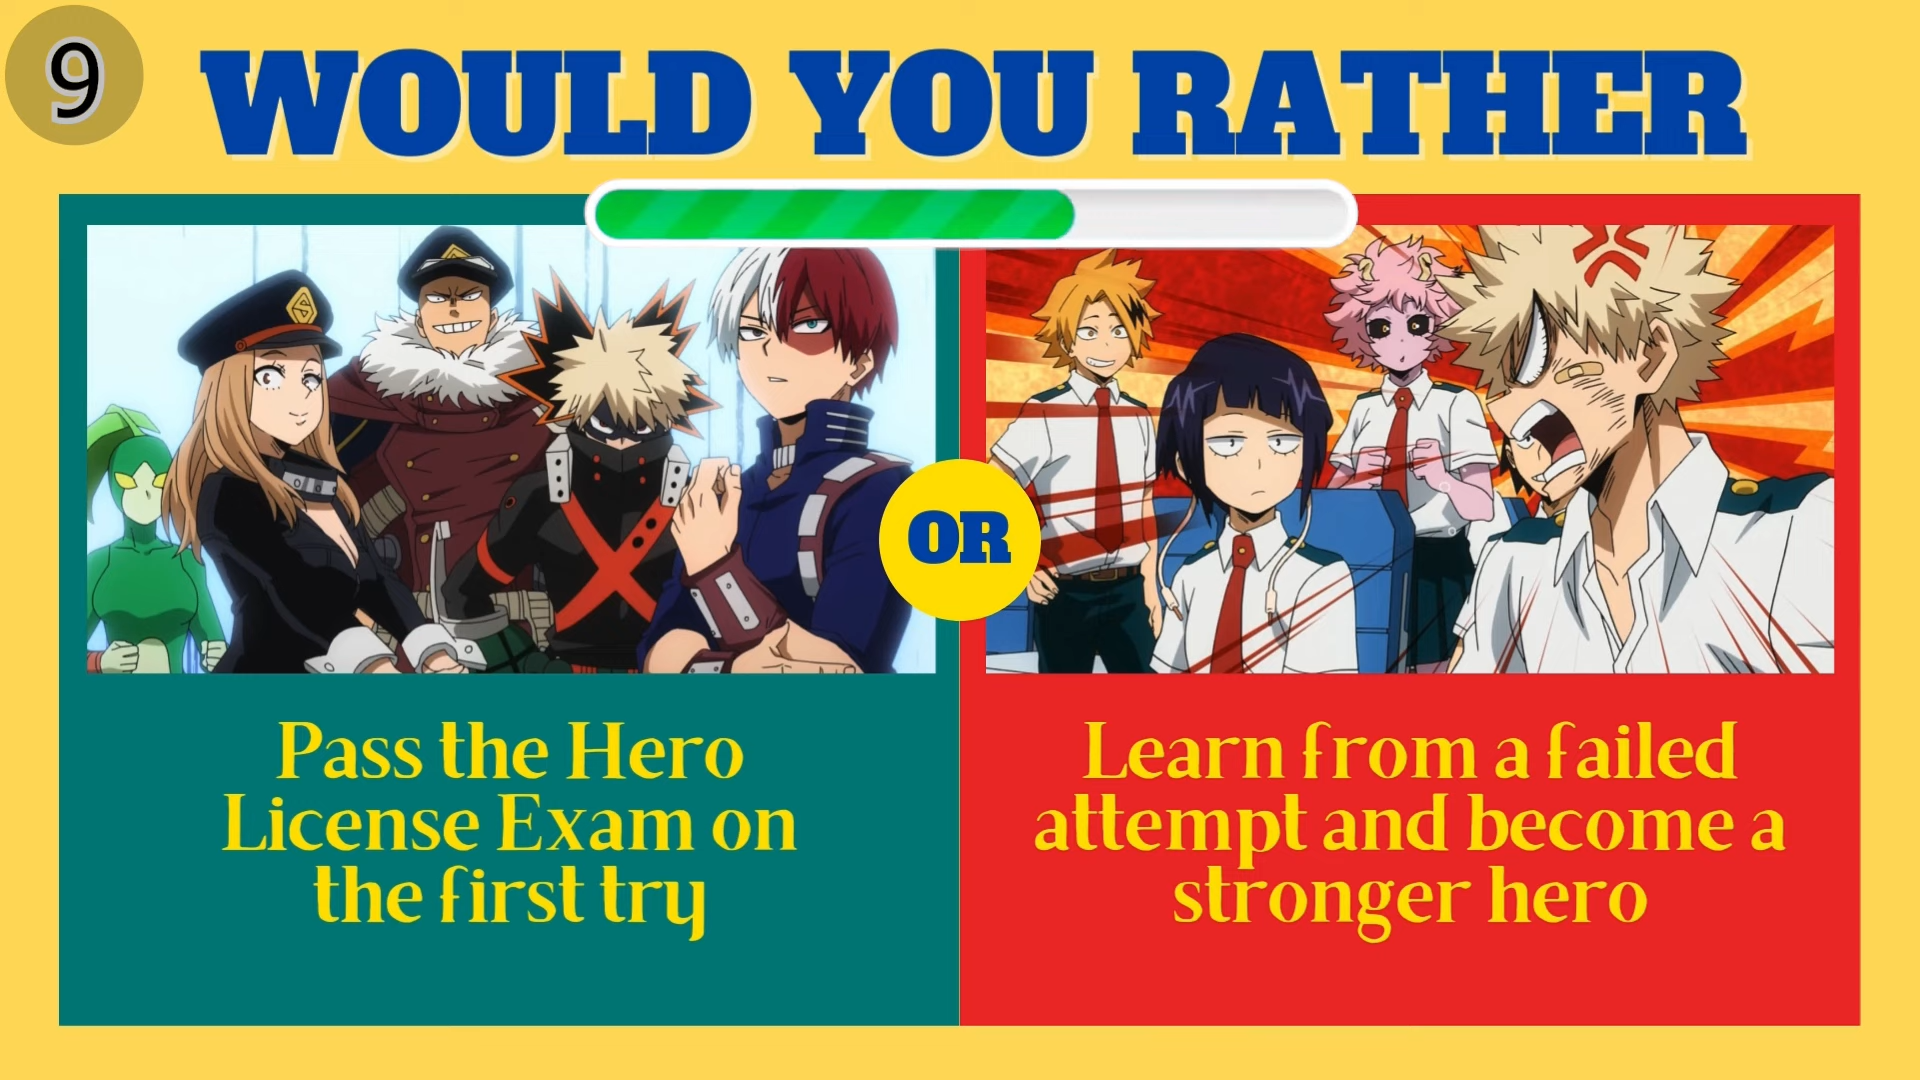 9
WOULD YOU RATHER
OR
Pass the Hero
License Exam on
the first try
Learn from a failed
attempt and become a
stronger hero